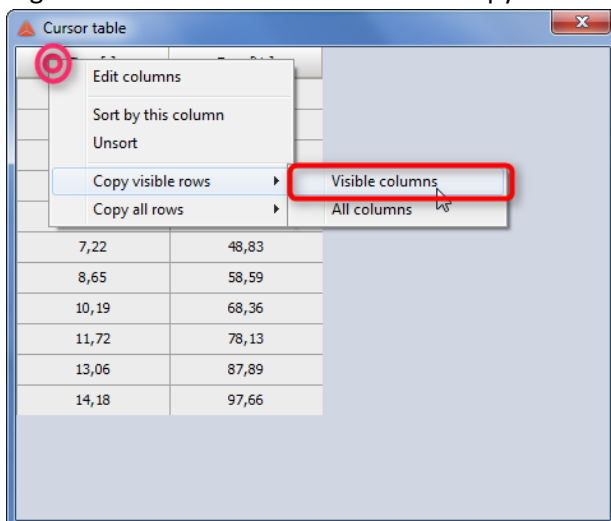 Cursor table
Edit columns
Sort by this column
Unsort
Copy visible rows
Visible columns
Copy all rows
All columns
7,22 48,83
8,65 58,59
10,19 68,36
11,72 78,13
13,06 87,89
14,18 97,66